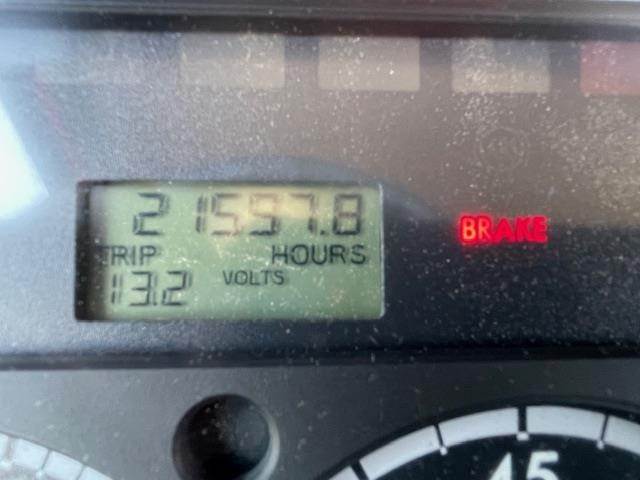 21597.8
BRAKE
TRIP HOURS
13.2 VOLTS
45